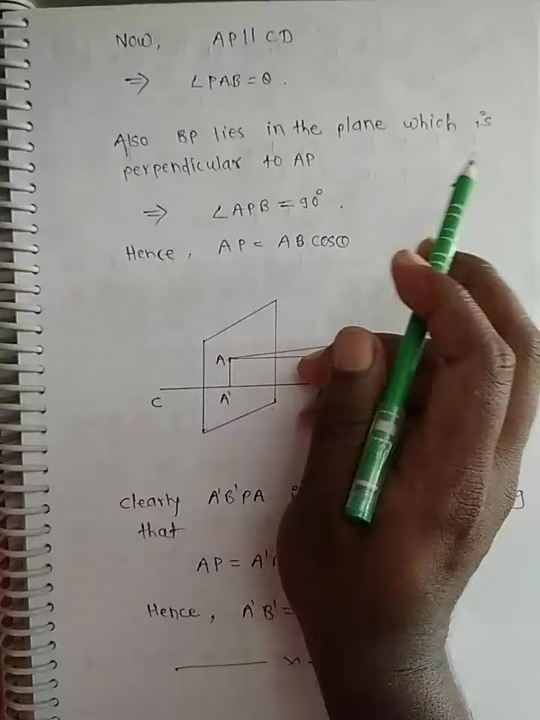 Now, AP || CD
⇒ ∠PAB = θ.
Also BP lies in the plane which is
perpendicular to AP.
⇒ ∠APB = 90°.
Hence, AP = AB cosθ
A
C A'
clearly A'B'PA
that
AP = A'
Hence, A'B' =